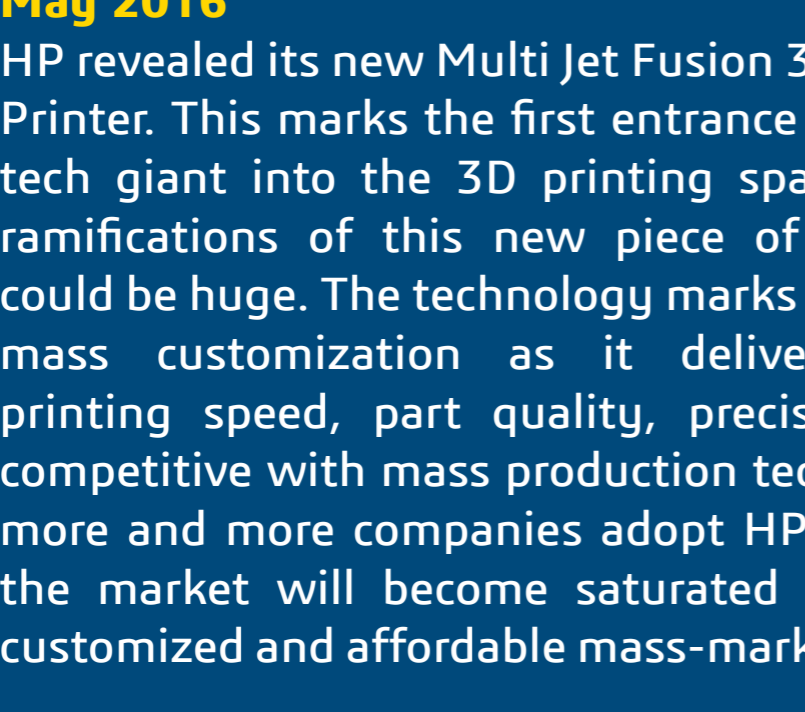 May 2016
HP revealed its new Multi Jet Fusion 3
Printer. This marks the first entrance
tech giant into the 3D printing spa
ramifications of this new piece of
could be huge. The technology marks
mass customization as it delive
printing speed, part quality, precis
competitive with mass production tec
more and more companies adopt HP
the market will become saturated
customized and affordable mass-mark